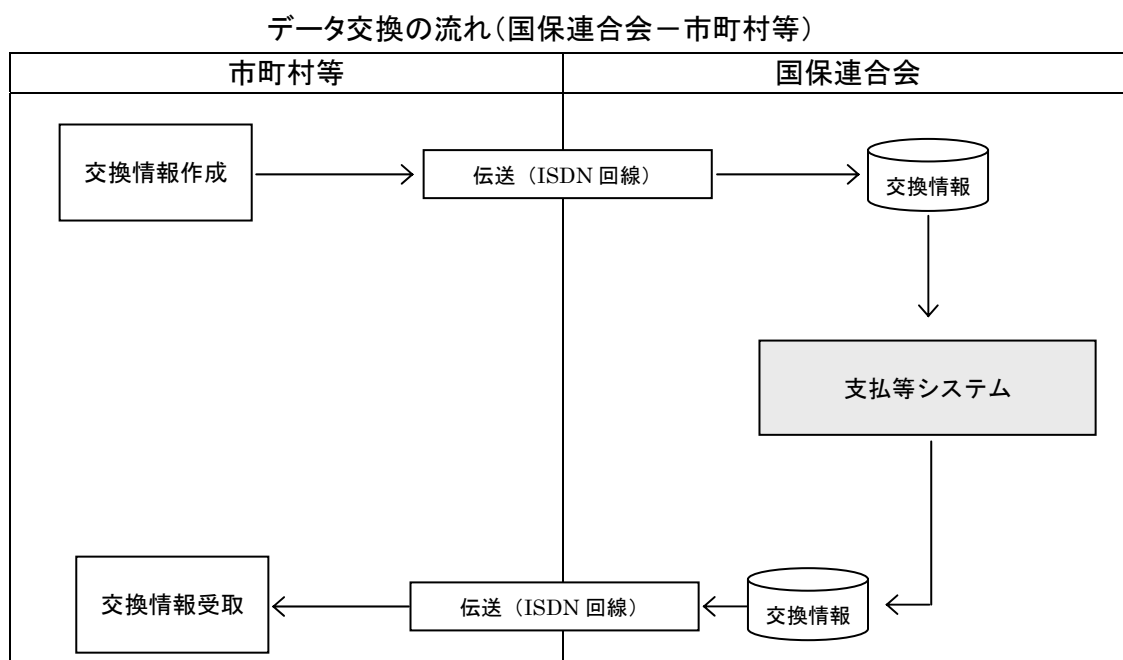 データ交換の流れ（国保連合会－市町村等）
市町村等
国保連合会
交換情報作成
伝送（ISDN 回線）
交換情報
支払等システム
交換情報受取
伝送（ISDN 回線）
交換情報